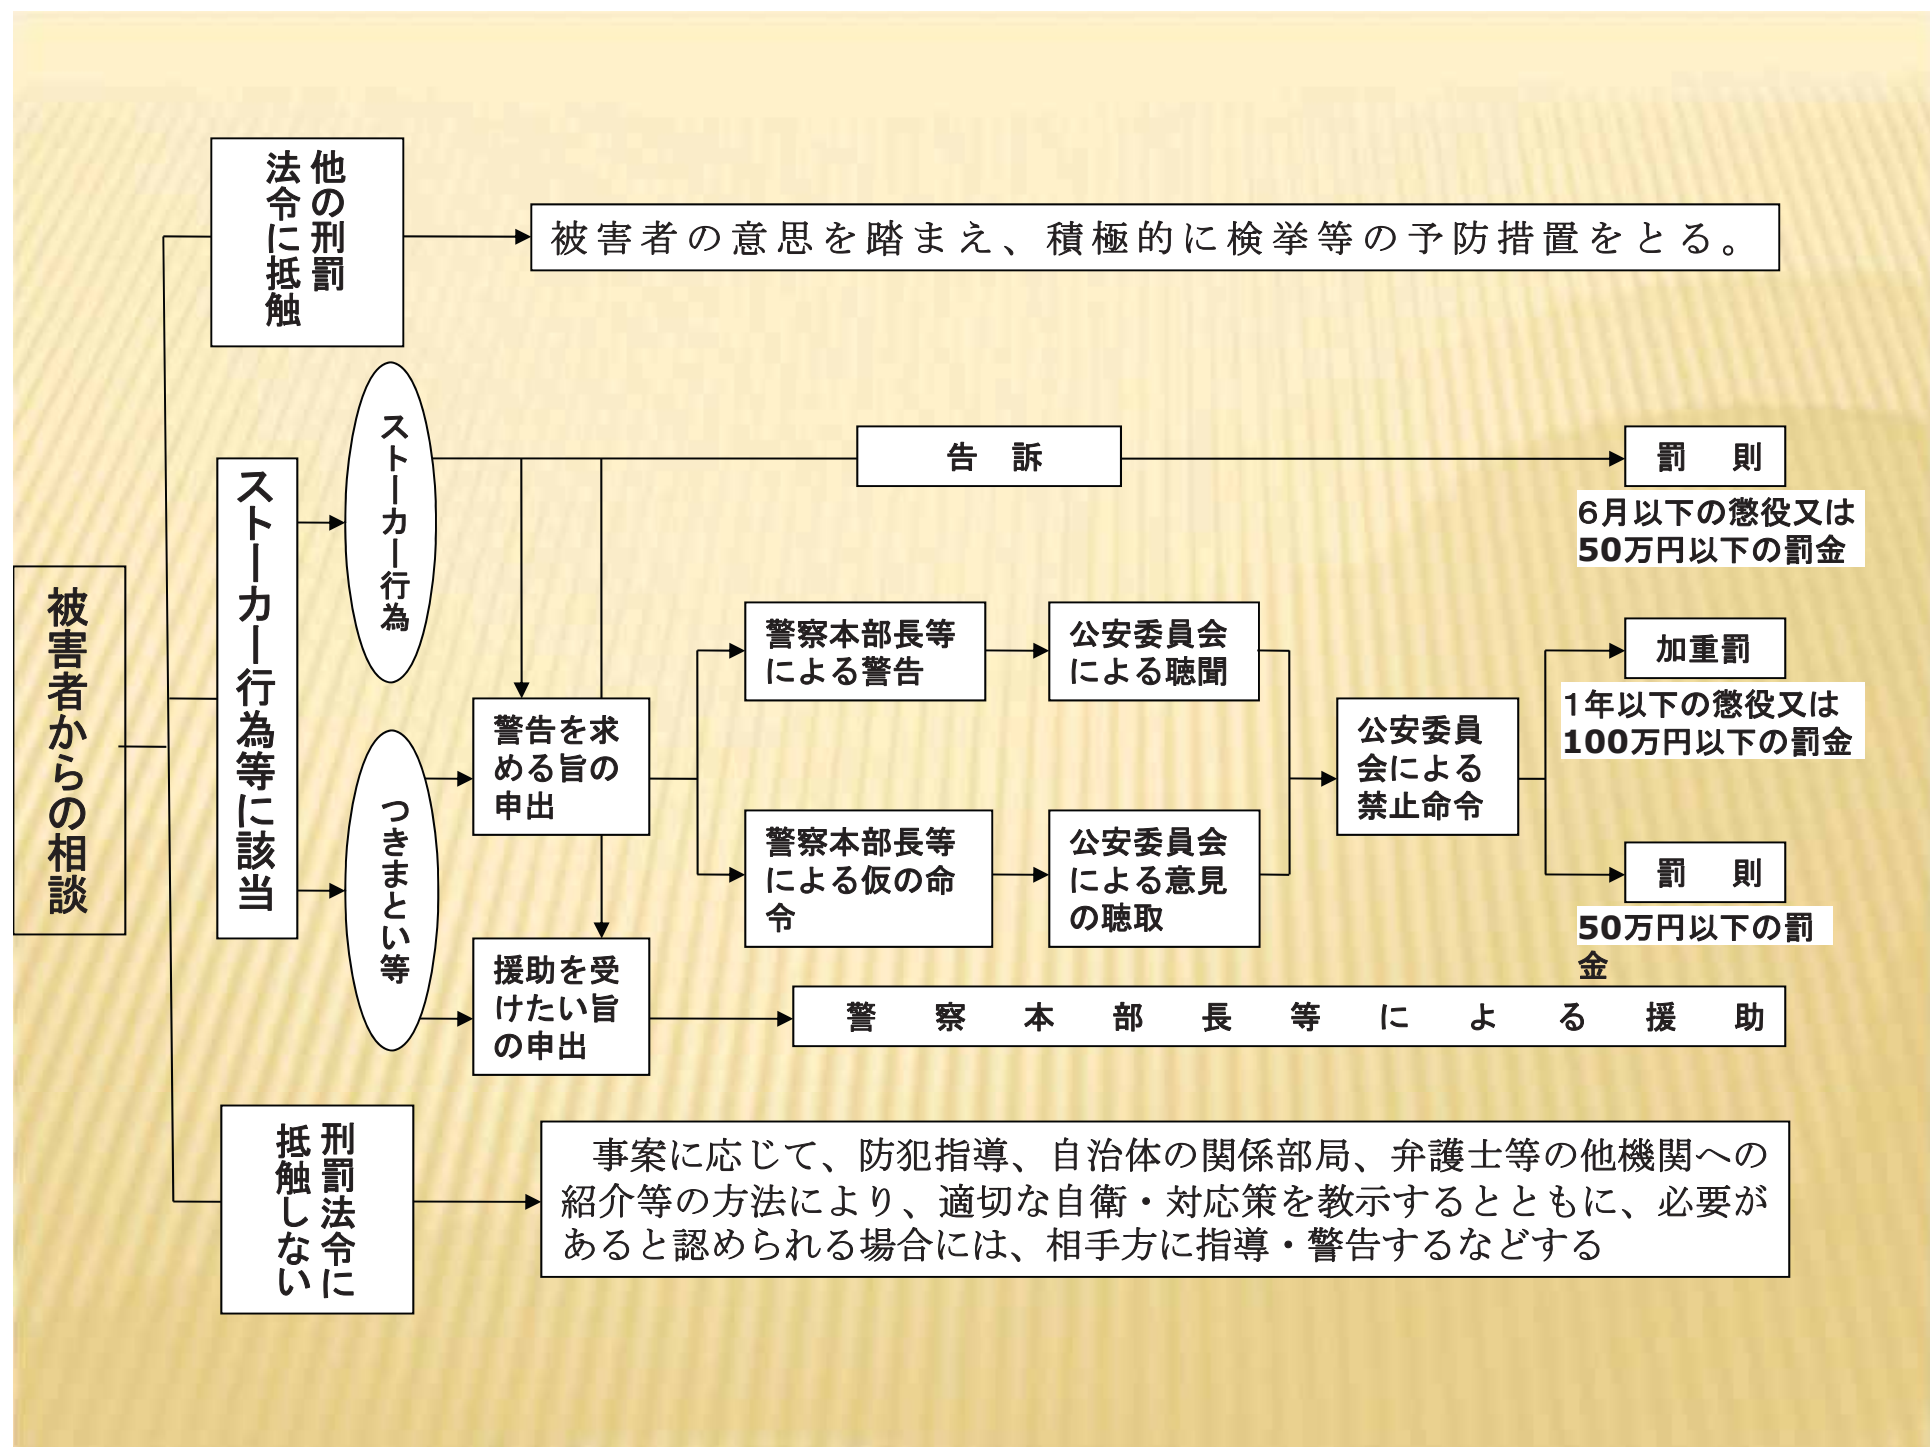 被害者からの相談
他の刑罰
法令に抵触
被害者の意思を踏まえ、積極的に検挙等の予防措置をとる。
ストーカー行為等に該当
ストーカー行為
告 訴
罰 則
6月以下の懲役又は
50万円以下の罰金
つきまとい等
警告を求
める旨の
申出
警察本部長等
による警告
公安委員会
による聴聞
警察本部長等
による仮の命
令
公安委員会
による意見
の聴取
公安委員
会による
禁止命令
加重罰
1年以下の懲役又は
100万円以下の罰金
罰 則
50万円以下の罰
金
援助を受
けたい旨
の申出
警察本部長等による援助
刑罰法令に
抵触しない
事案に応じて、防犯指導、自治体の関係部局、弁護士等の他機関への
紹介等の方法により、適切な自衛・対応策を教示するとともに、必要が
あると認められる場合には、相手方に指導・警告するなどする